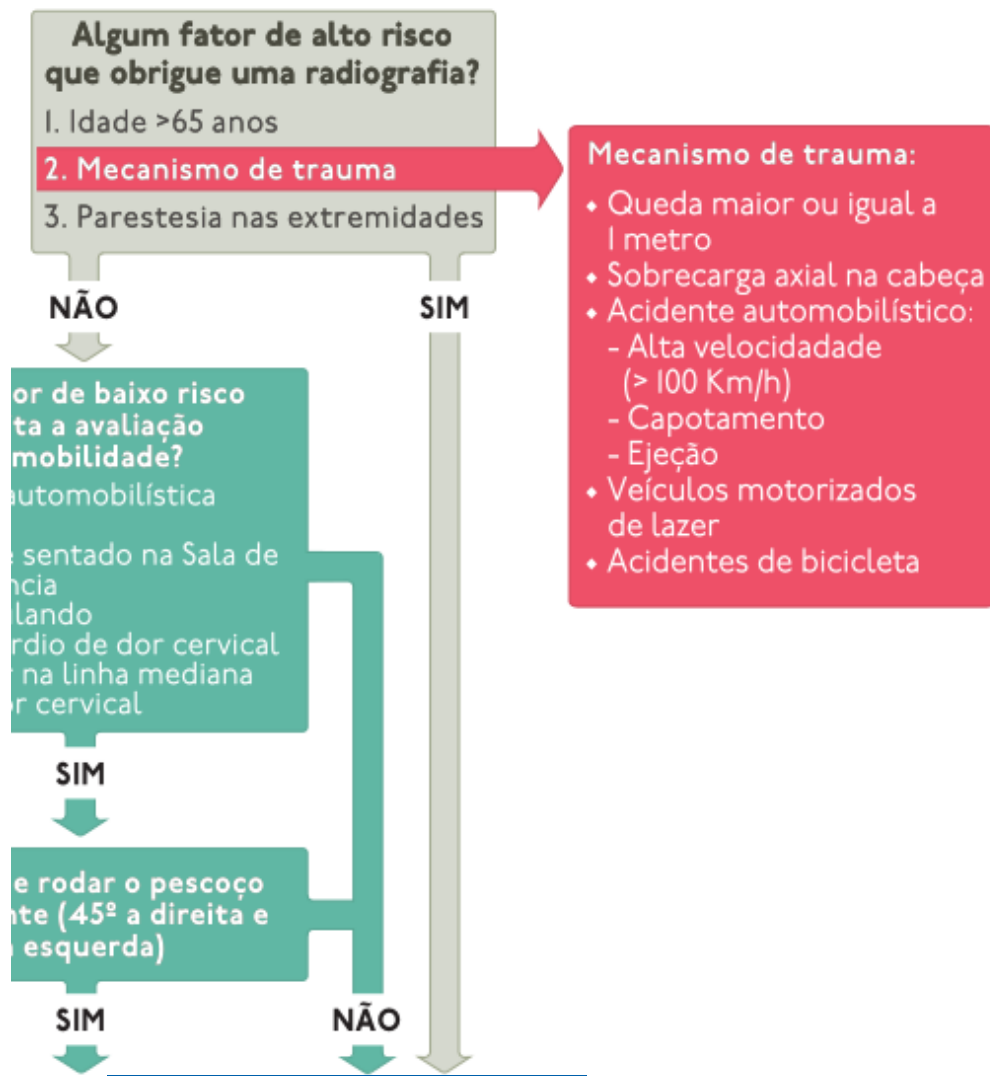 Algum fator de alto risco
que obrigue uma radiografia?
1. Idade >65 anos
2. Mecanismo de trauma
3. Parestesia nas extremidades
NÃO
SIM
Mecanismo de trauma:
• Queda maior ou igual a
1 metro
• Sobrecarga axial na cabeça
• Acidente automobilístico:
- Alta velocidadade
(> 100 Km/h)
- Capotamento
- Ejeção
• Veículos motorizados
de lazer
• Acidentes de bicicleta
or de baixo risco
ta a avaliação
mobilidade?
automobilística
sentado na Sala de
ncia
lando
rdio de dor cervical
na linha mediana
r cervical
SIM
e rodar o pescoço
nte (45º a direita e
esquerda)
SIM
NÃO